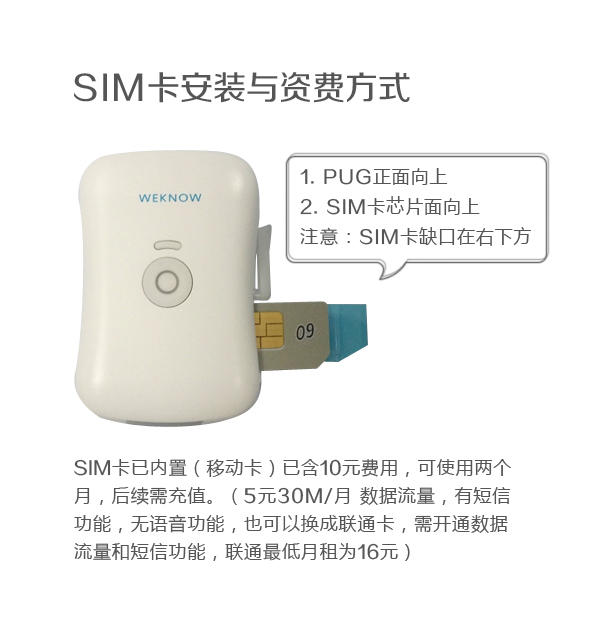 SIM卡安装与资费方式
WEKNOW
1. PUG正面向上
2. SIM卡芯片面向上
注意：SIM卡缺口在右下方
09
SIM卡已内置（移动卡）已含10元费用，可使用两个
月，后续需充值。（5元30M/月 数据流量，有短信
功能，无语音功能，也可以换成联通卡，需开通数据
流量和短信功能，联通最低月租为16元）